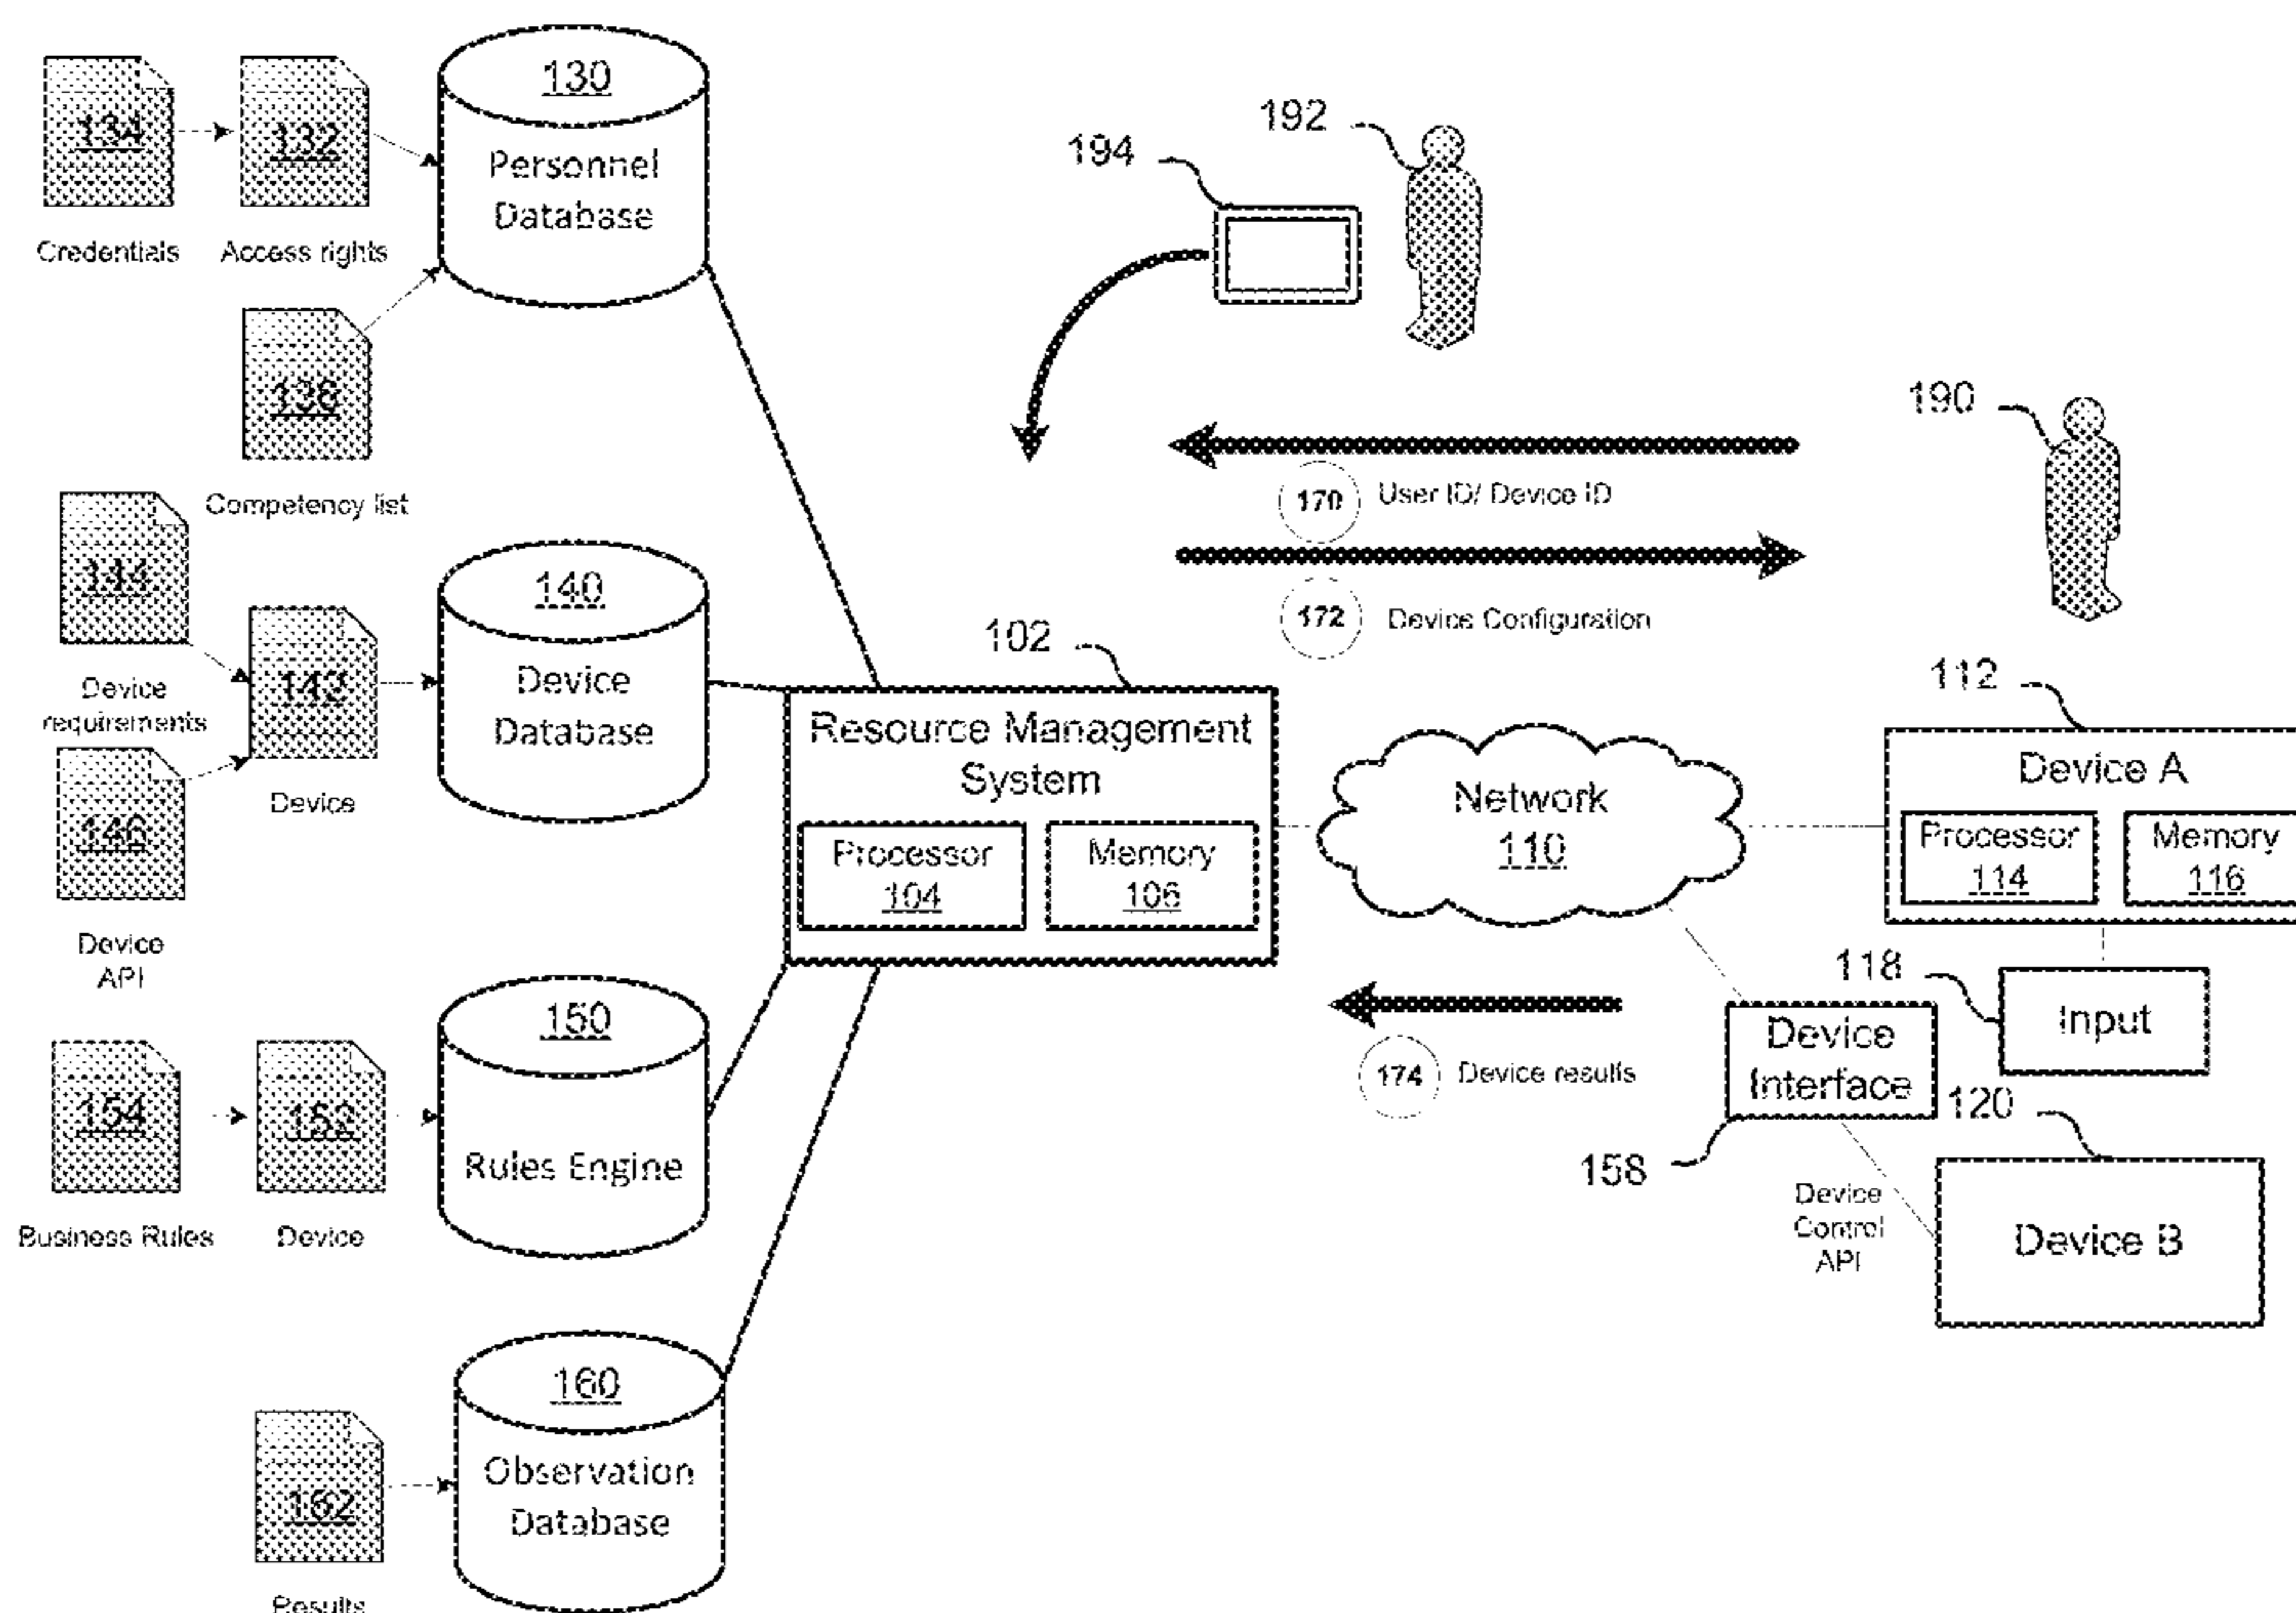 130
Personnel
Database
134
132
Credentials
Access rights
136
Competency list
192
194
190
170
User ID/ Device ID
172
Device Configuration
144
Device
requirements
142
Device
146
Device
API
140
Device
Database
102
Resource Management
System
Processor
104
Memory
106
Network
110
112
Device A
Processor
114
Memory
116
118
Input
174
Device results
Device
Interface
158
120
Device
Control
API
Device B
150
Rules Engine
154
152
Business Rules
Device
160
Observation
Database
162
Results